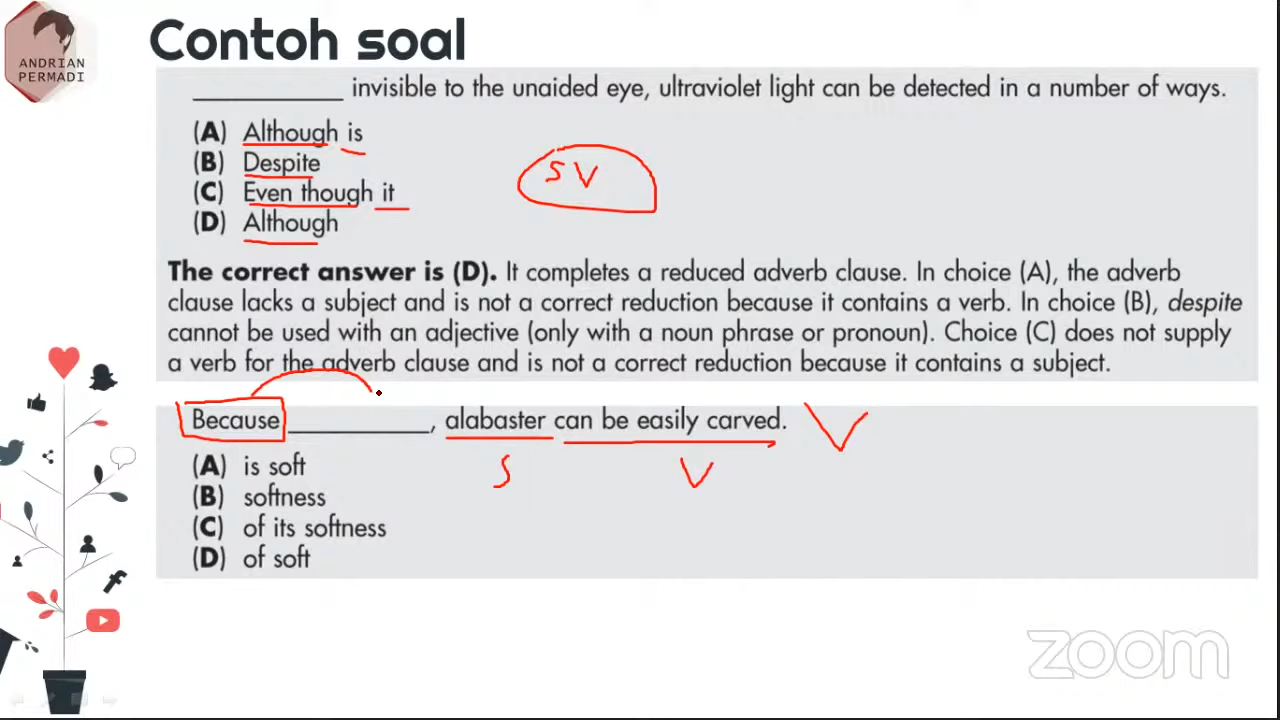 ANDRIAN
PERMADI
Contoh soal
____________ invisible to the unaided eye, ultraviolet light can be detected in a number of ways.
(A) Although is
(B) Despite
(C) Even though it
(D) Although
S V
The correct answer is (D). It completes a reduced adverb clause. In choice (A), the adverb
clause lacks a subject and is not a correct reduction because it contains a verb. In choice (B), despite
cannot be used with an adjective (only with a noun phrase or pronoun). Choice (C) does not supply
a verb for the adverb clause and is not a correct reduction because it contains a subject.
Because ____________, alabaster can be easily carved. V
S V
(A) is soft
(B) softness
(C) of its softness
(D) of soft
zoom